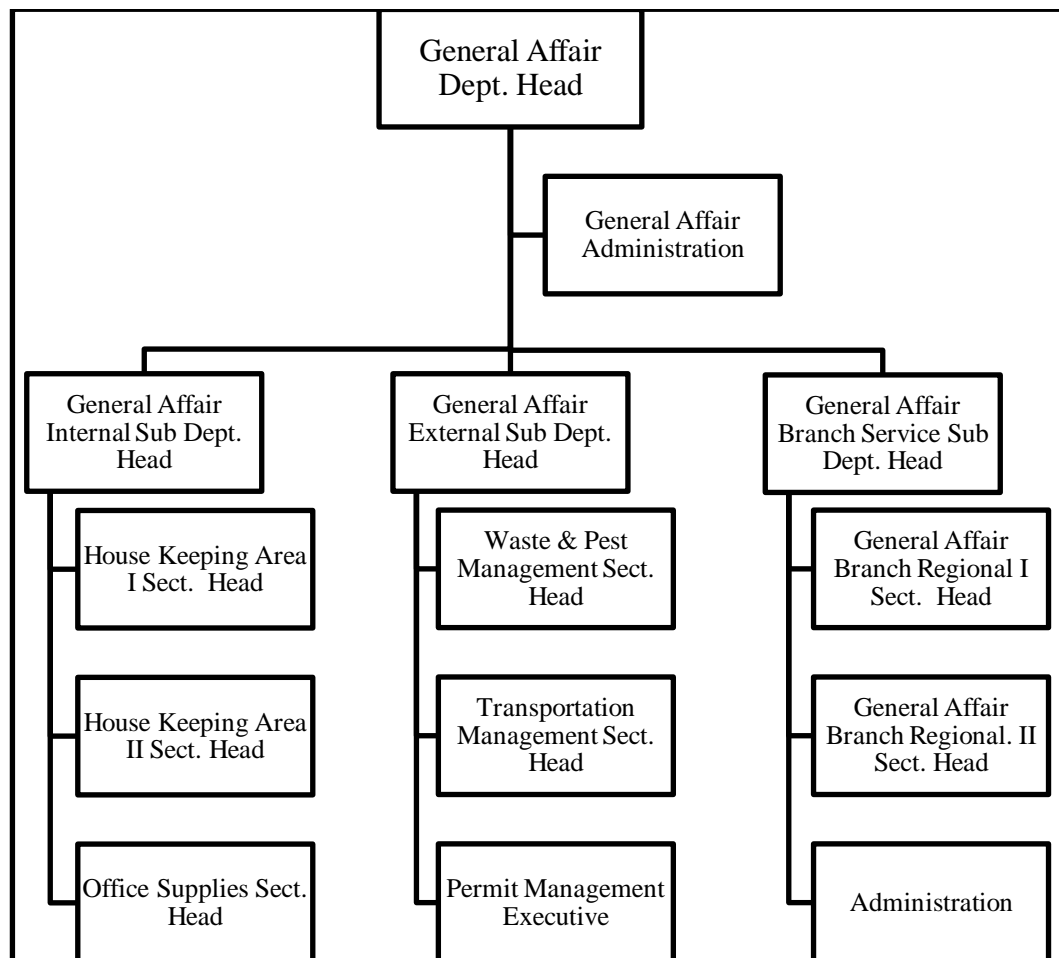 General Affair
Dept. Head
General Affair
Administration
General Affair
Internal Sub Dept.
Head
General Affair
External Sub Dept.
Head
General Affair
Branch Service Sub
Dept. Head
House Keeping Area
I Sect. Head
Waste & Pest
Management Sect.
Head
General Affair
Branch Regional I
Sect. Head
House Keeping Area
II Sect. Head
Transportation
Management Sect.
Head
General Affair
Branch Regional. II
Sect. Head
Office Supplies Sect.
Head
Permit Management
Executive
Administration